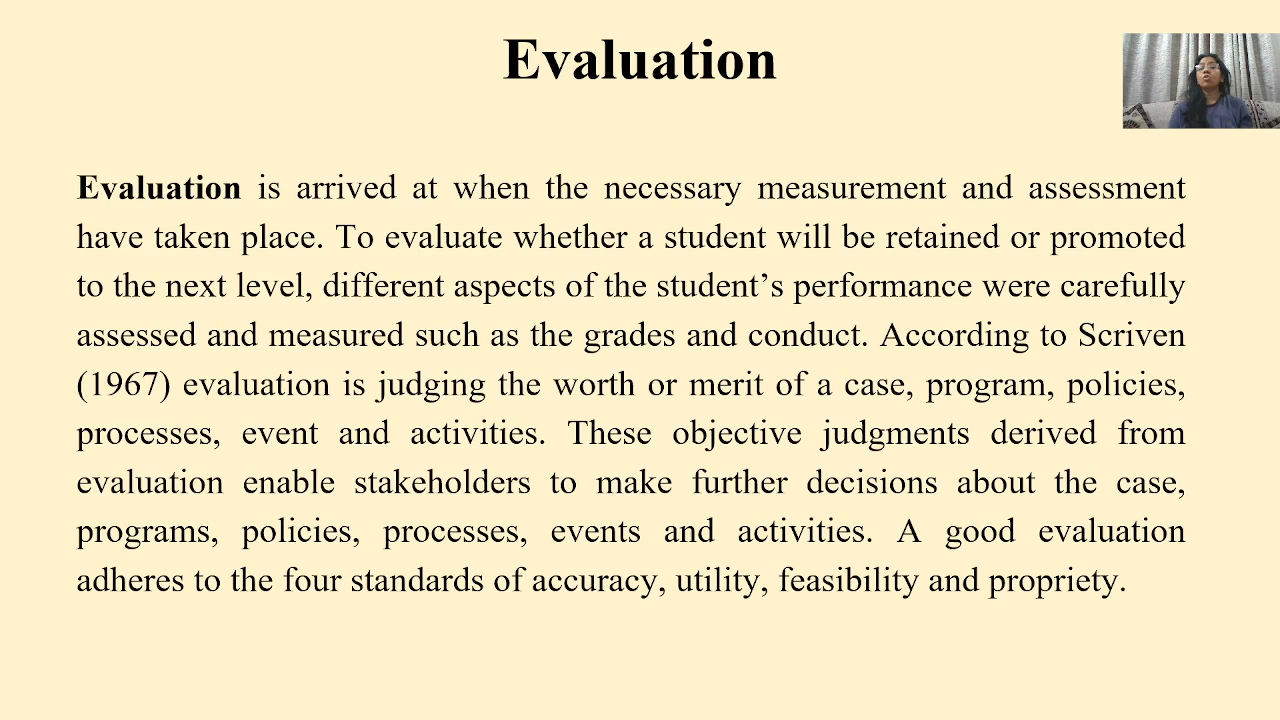 Evaluation
Evaluation is arrived at when the necessary measurement and assessment
have taken place. To evaluate whether a student will be retained or promoted
to the next level, different aspects of the student’s performance were carefully
assessed and measured such as the grades and conduct. According to Scriven
(1967) evaluation is judging the worth or merit of a case, program, policies,
processes, event and activities. These objective judgments derived from
evaluation enable stakeholders to make further decisions about the case,
programs, policies, processes, events and activities. A good evaluation
adheres to the four standards of accuracy, utility, feasibility and propriety.